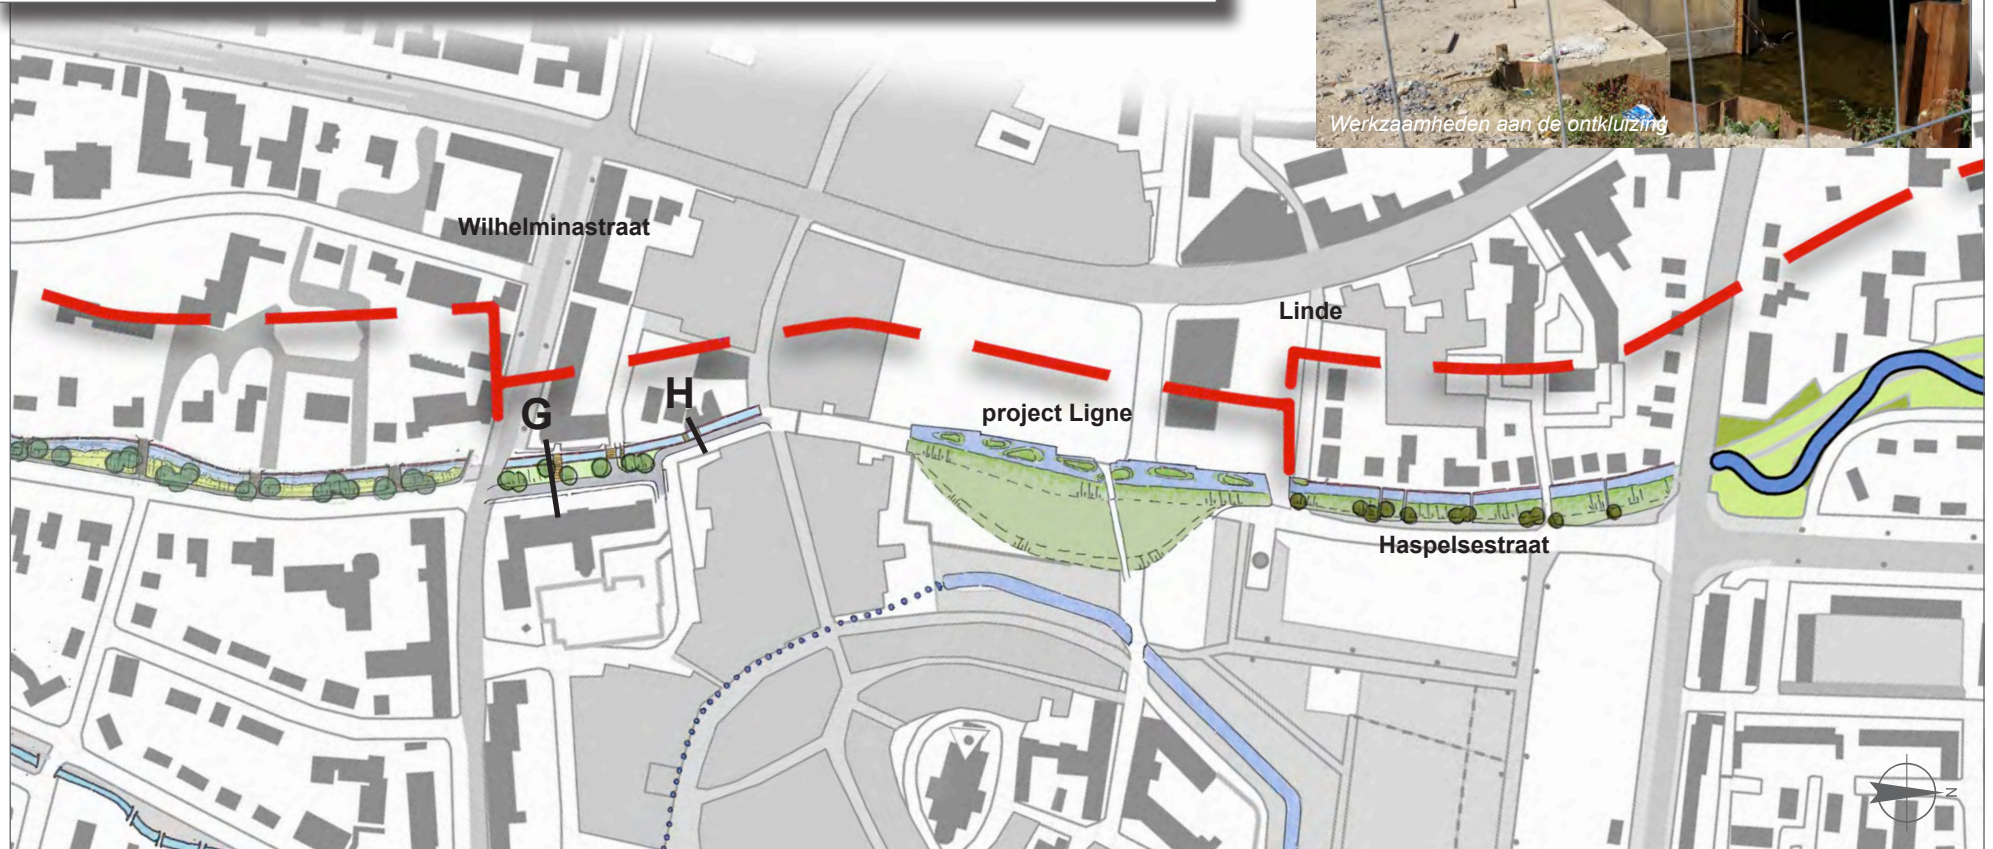 Werkzaamheden aan de ontkluizing
Wilhelminastraat
Linde
H
G
project Ligne
Haspelsestraat
N